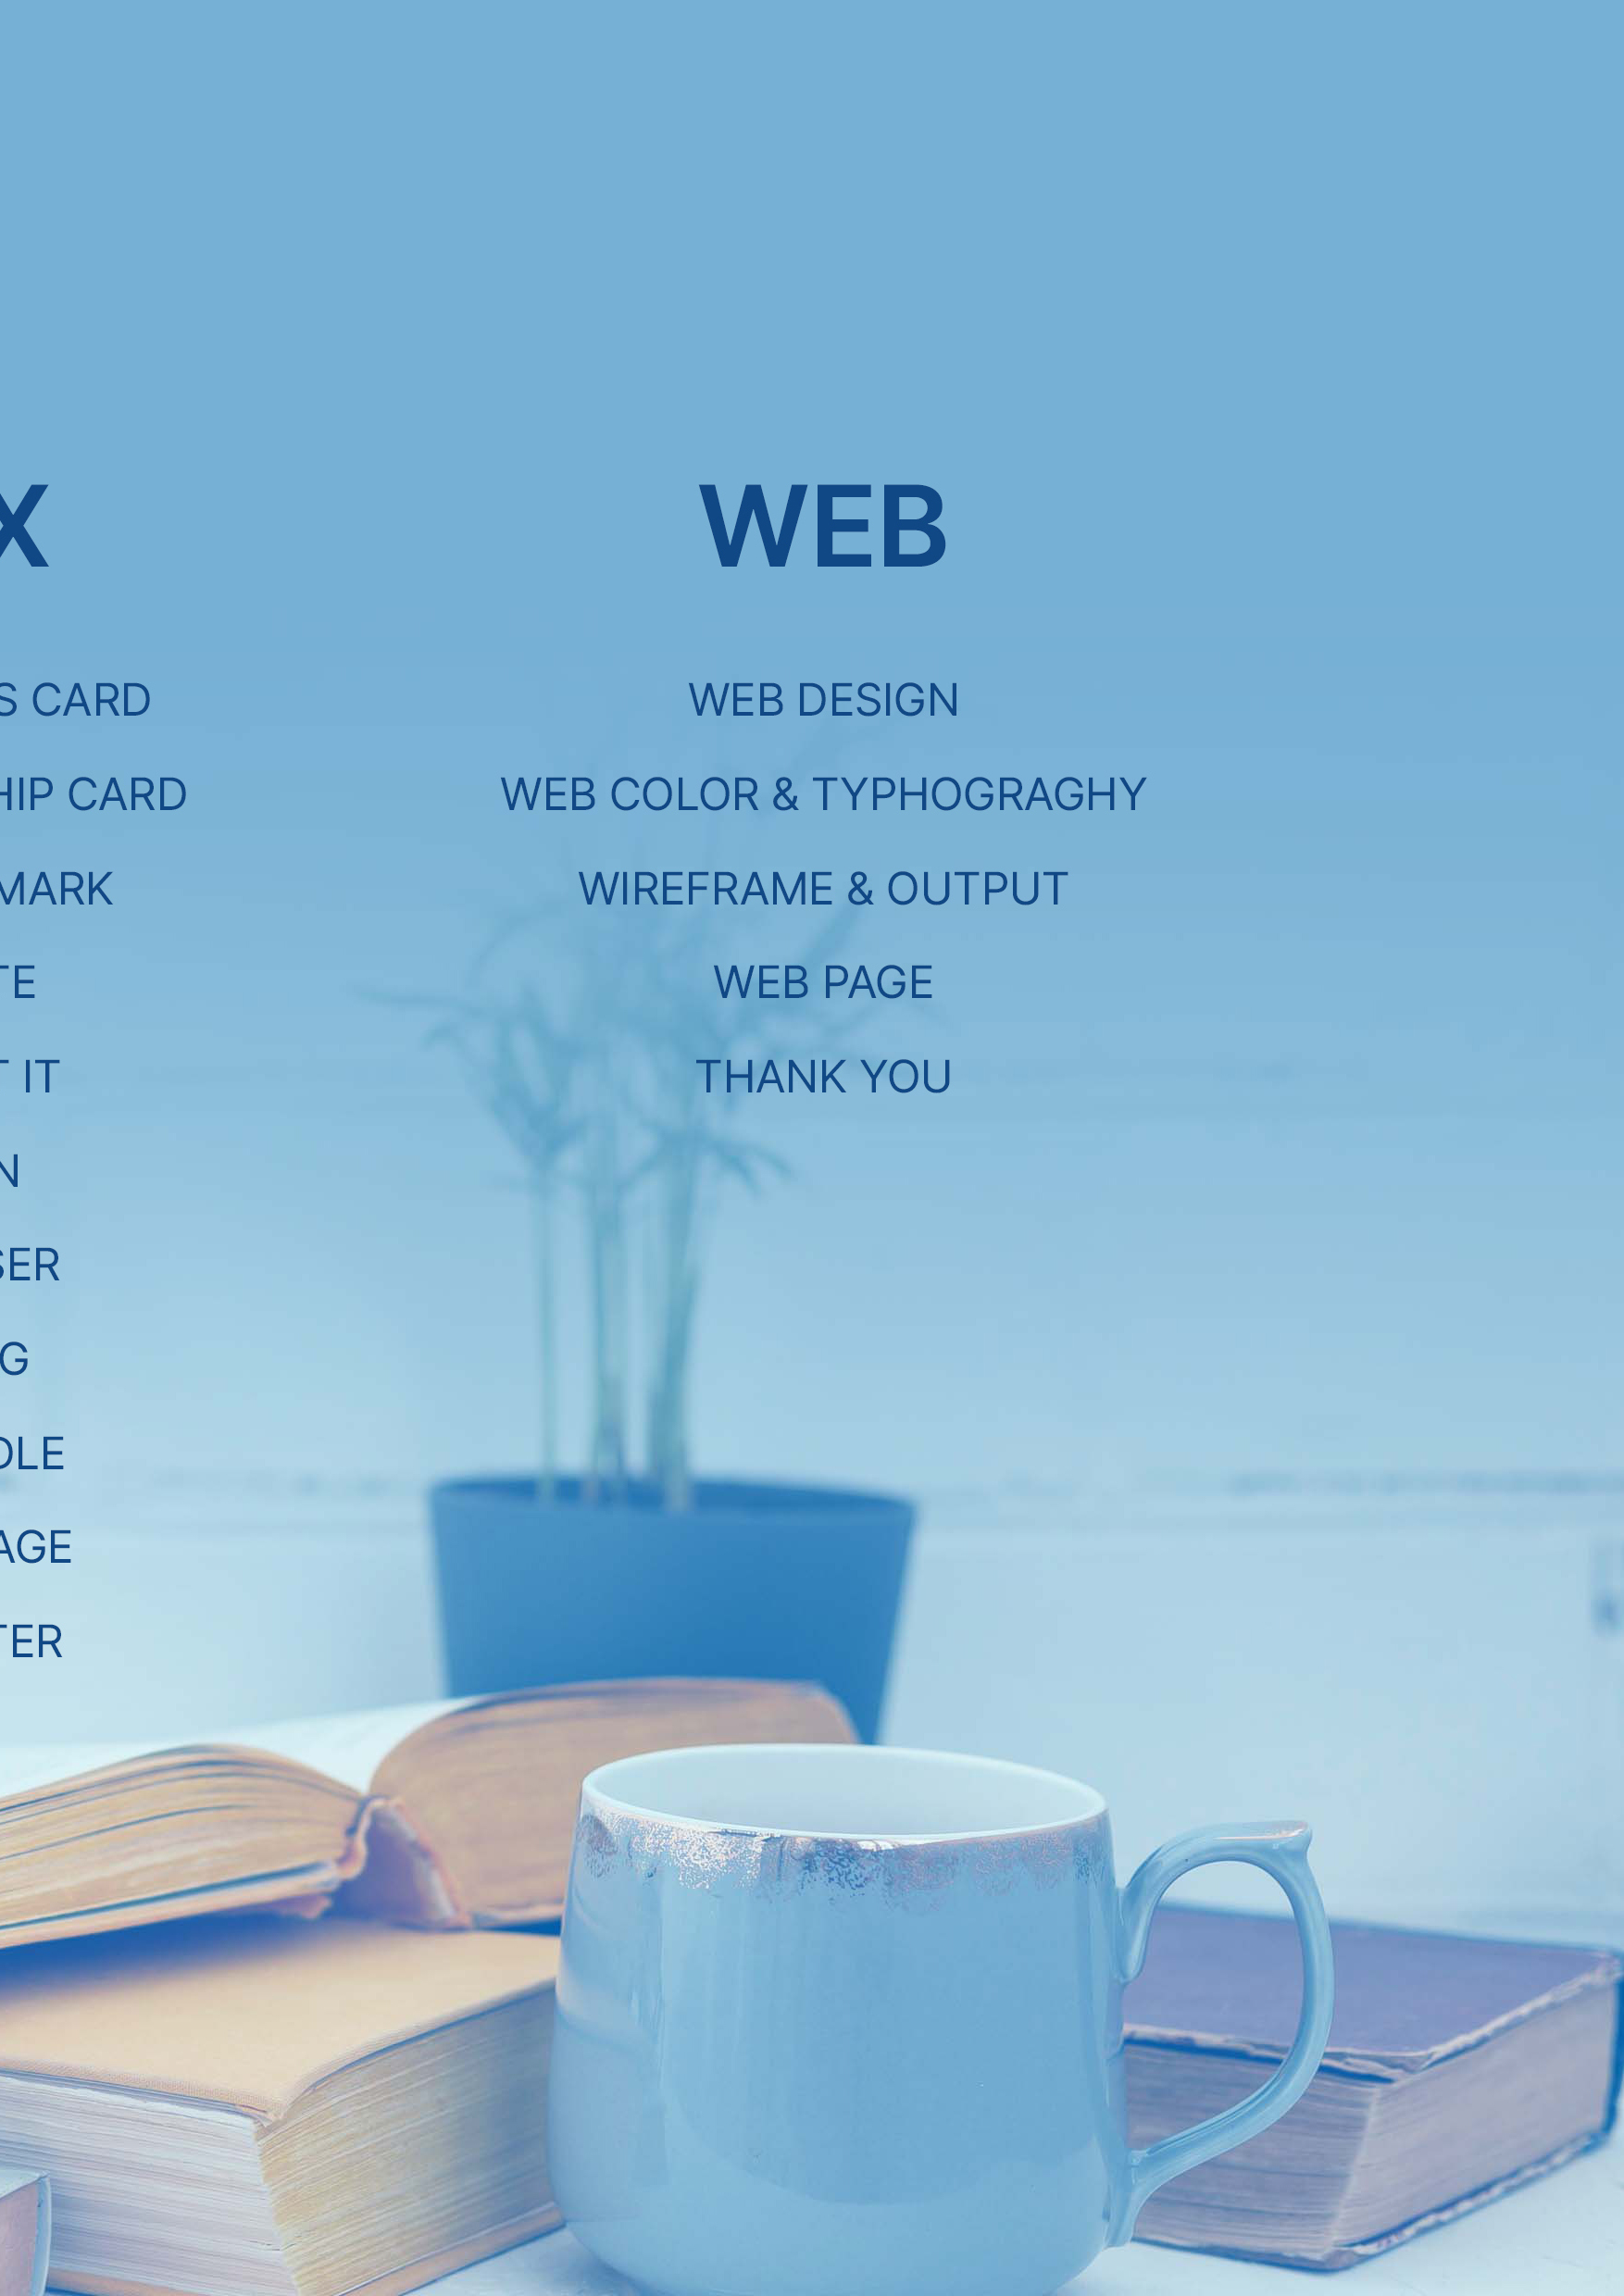 X
S CARD
HIP CARD
MARK
TE
T IT
N
SER
G
DLE
AGE
TER
WEB
WEB DESIGN
WEB COLOR & TYPHOGRAGHY
WIREFRAME & OUTPUT
WEB PAGE
THANK YOU